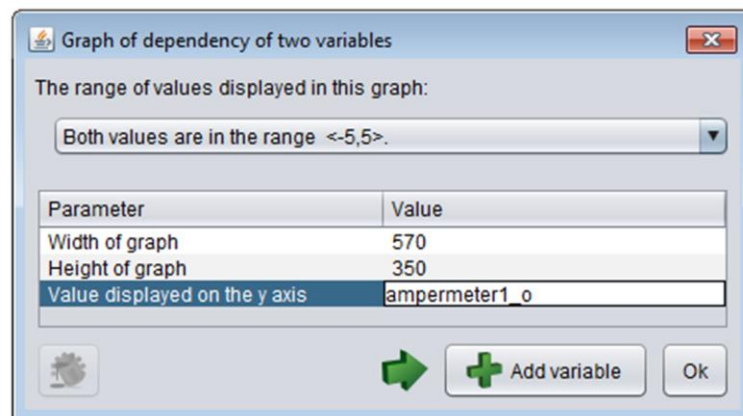 Graph of dependency of two variables
The range of values displayed in this graph:
Both values are in the range <-5,5>.
Parameter Value
Width of graph 570
Height of graph 350
Value displayed on the y axis ampermeter1_o
Add variable Ok